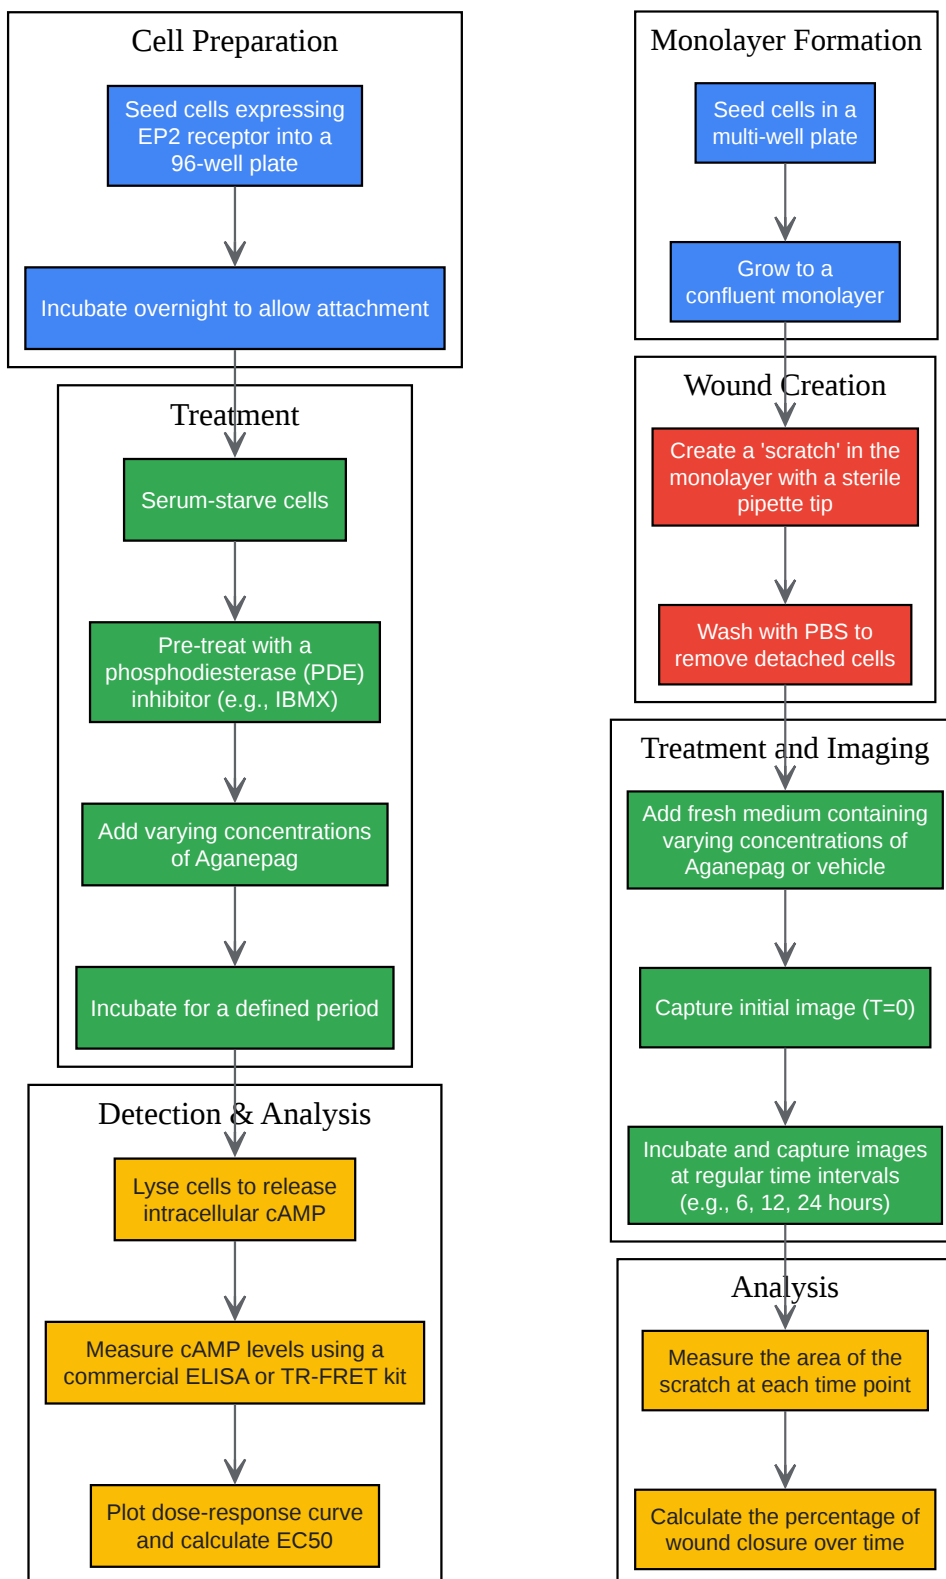 Cell Preparation
Seed cells expressing
EP2 receptor into a
96-well plate
Incubate overnight to allow attachment
Treatment
Serum-starve cells
Pre-treat with a
phosphodiesterase (PDE)
inhibitor (e.g., IBMX)
Add varying concentrations
of Aganepag
Incubate for a defined period
Detection & Analysis
Lyse cells to release
intracellular cAMP
Measure cAMP levels using a
commercial ELISA or TR-FRET kit
Plot dose-response curve
and calculate EC50
Monolayer Formation
Seed cells in a
multi-well plate
Grow to a
confluent monolayer
Wound Creation
Create a 'scratch' in the
monolayer with a sterile
pipette tip
Wash with PBS to
remove detached cells
Treatment and Imaging
Add fresh medium containing
varying concentrations of
Aganepag or vehicle
Capture initial image (T=0)
Incubate and capture images
at regular time intervals
(e.g., 6, 12, 24 hours)
Analysis
Measure the area of the
scratch at each time point
Calculate the percentage of
wound closure over time